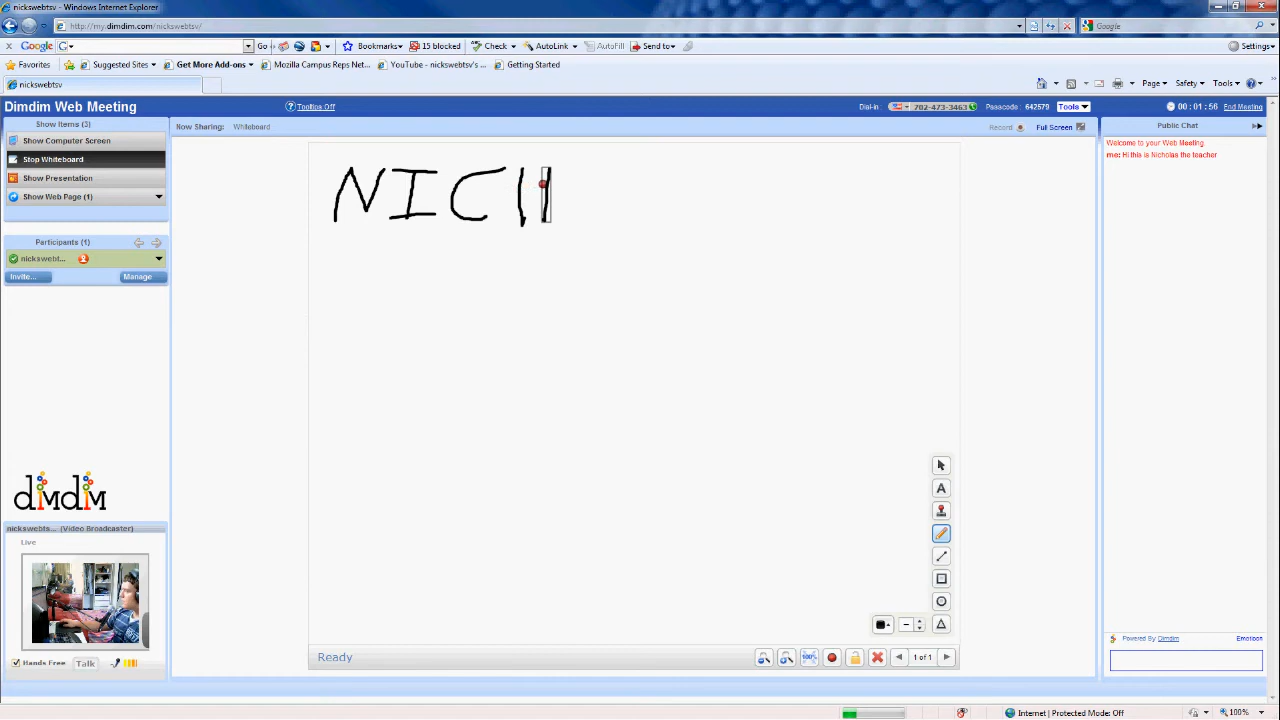 nickswebtsv - Windows Internet Explorer
http://my.dimdim.com/nickswebtsv/
Google
x Google G Go Bookmarks 15 blocked Check AutoLink AutoFill Send to Settings
Favorites Suggested Sites Get More Add-ons Mozilla Campus Reps Net... YouTube - nickswebtsv's ... Getting Started
nickswebtsv
Page Safety Tools
Dimdim Web Meeting
Tooltips Off
Dial-in: 702-473-3463 Passcode : 642579 Tools 00:01:56 End Meeting
Show Items (3)
Show Computer Screen
Stop Whiteboard
Show Presentation
Show Web Page (1)
Participants (1)
nickswebt...
Invite... Manage
Now Sharing: Whiteboard
Record Full Screen
NICH
A
100%
Ready
1 of 1
Public Chat
Welcome to your Web Meeting
me: Hi this is Nicholas the teacher
Powered By Dimdim Emoticon
dimdim
nickswebts... (Video Broadcaster)
Live
Hands Free Talk
Internet | Protected Mode: Off 100%